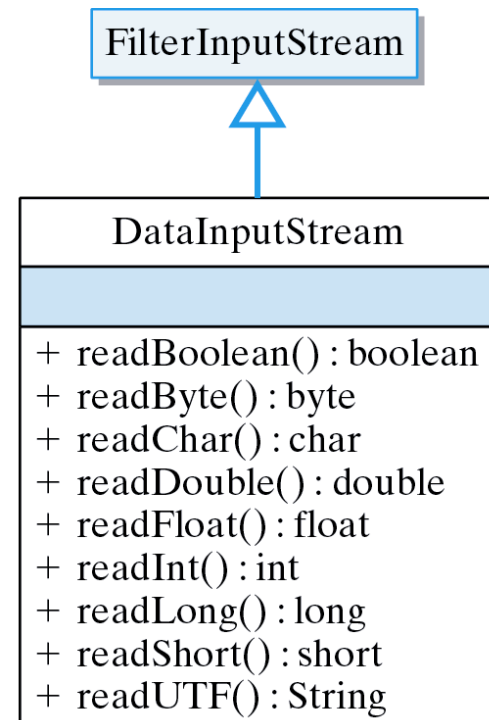 FilterInputStream
DataInputStream
+ readBoolean() : boolean
+ readByte() : byte
+ readChar() : char
+ readDouble() : double
+ readFloat() : float
+ readInt() : int
+ readLong() : long
+ readShort() : short
+ readUTF() : String